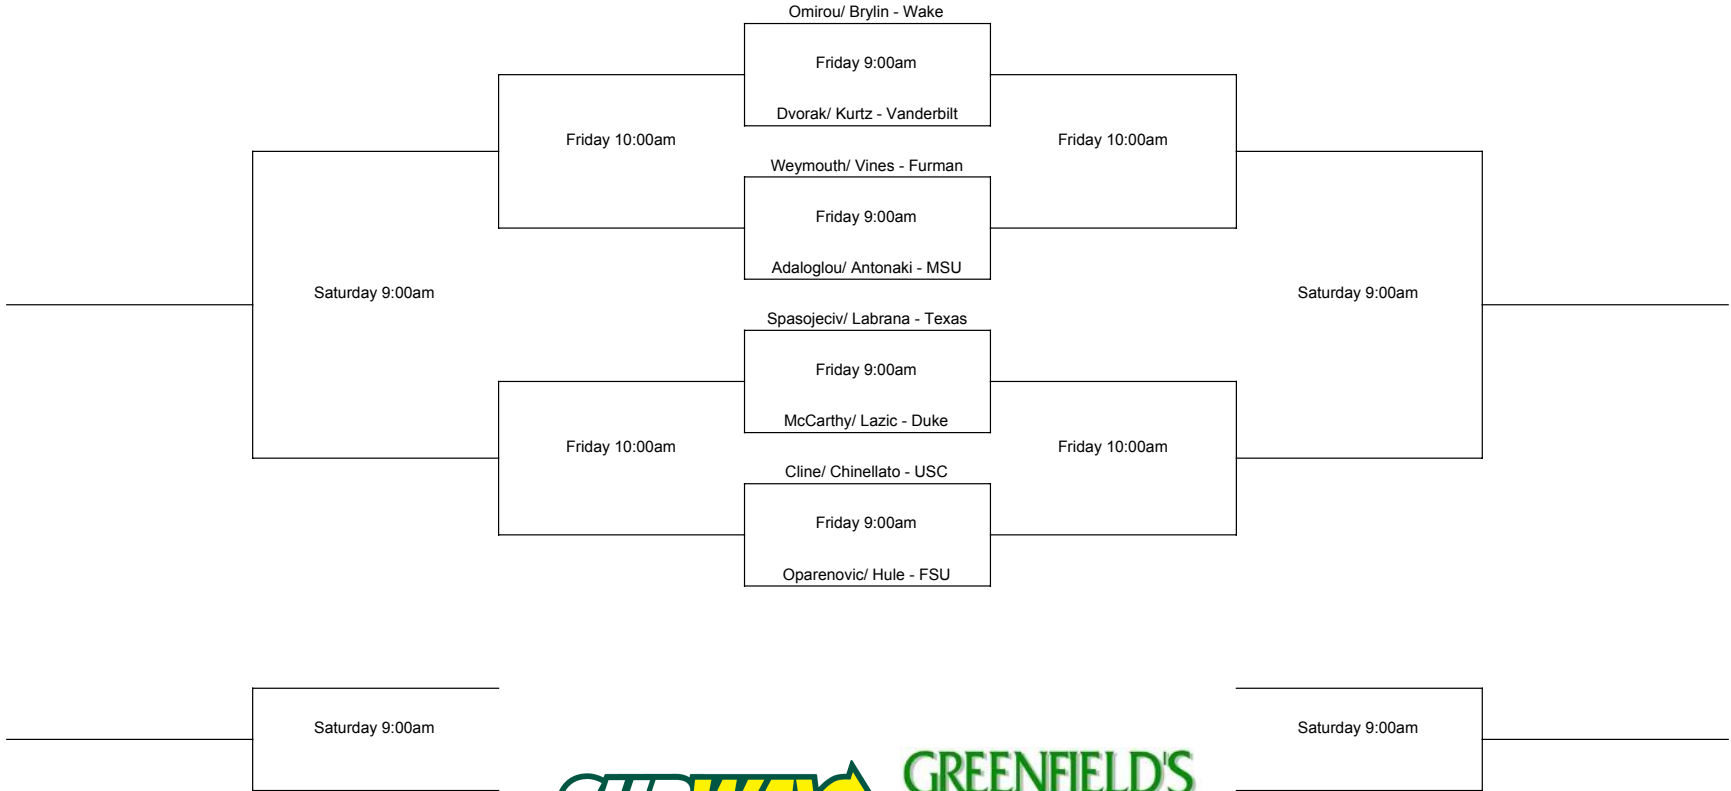 Omirou/ Brylin - Wake
Friday 9:00am
Dvorak/ Kurtz - Vanderbilt
Friday 10:00am
Friday 10:00am
Weymouth/ Vines - Furman
Friday 9:00am
Adaloglou/ Antonaki - MSU
Saturday 9:00am
Saturday 9:00am
Spasojeciv/ Labrana - Texas
Friday 9:00am
McCarthy/ Lazic - Duke
Friday 10:00am
Friday 10:00am
Cline/ Chinellato - USC
Friday 9:00am
Oparenovic/ Hule - FSU
Saturday 9:00am
Saturday 9:00am
SUBWAY
GREENFIELD'S